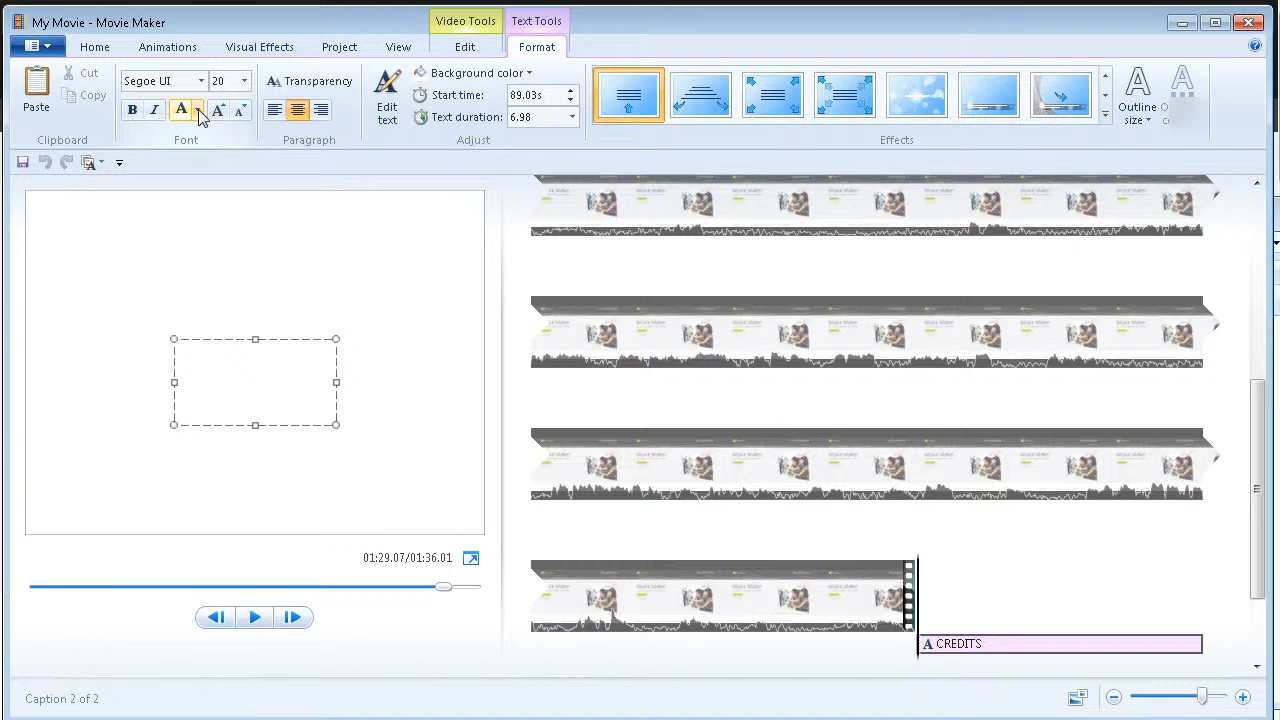 My Movie - Movie Maker
Video Tools
Text Tools
Home
Animations
Visual Effects
Project
View
Edit
Format
Paste
Cut
Copy
Clipboard
Segoe UI
20
B
I
A
A
A
Font
AA Transparency
Paragraph
Edit text
Background color
Start time:
89.03s
Text duration:
6.98
Adjust
Effects
A
Outline size
A
01:29.07/01:36.01
A CREDITS
Caption 2 of 2